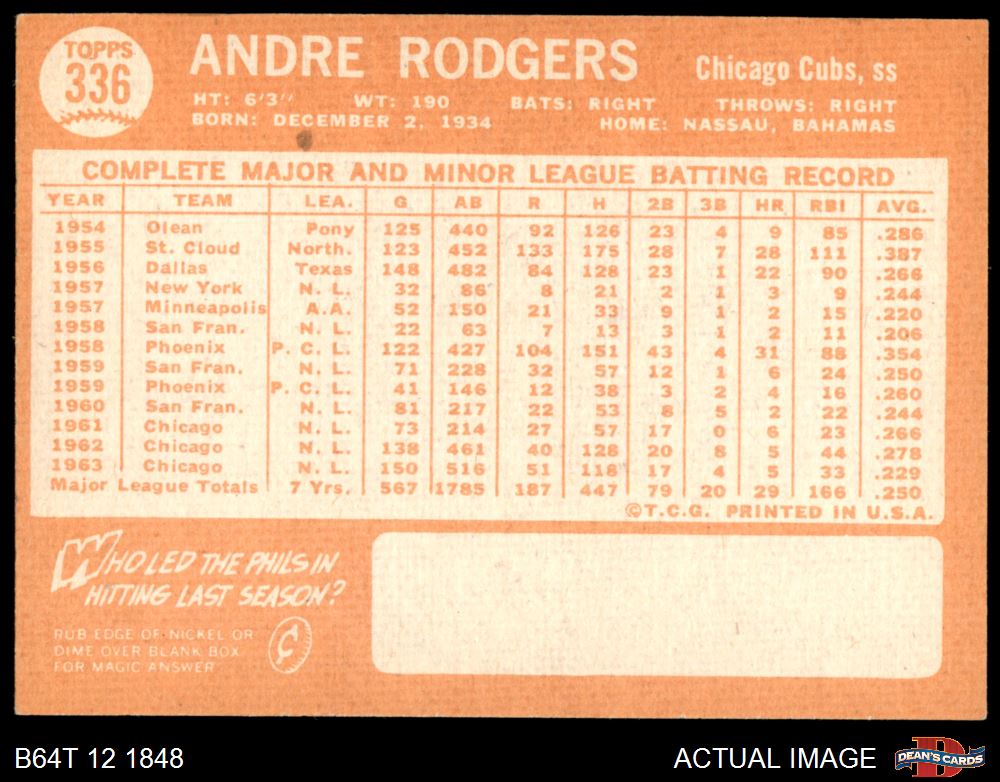 TOPPS
336
ANDRE RODGERS
Chicago Cubs, ss
HT: 6'3" WT: 190 BATS: RIGHT THROWS: RIGHT
BORN: DECEMBER 2, 1934 HOME: NASSAU, BAHAMAS
COMPLETE MAJOR AND MINOR LEAGUE BATTING RECORD
YEAR TEAM LEA. G AB R H 2B 3B HR RBI AVG.
1954 Olean Pony 125 440 92 126 23 4 9 85 .286
1955 St. Cloud North. 123 452 133 175 28 7 28 111 .387
1956 Dallas Texas 148 482 84 128 23 1 22 90 .266
1957 New York N. L. 32 86 8 21 2 1 3 9 .244
1957 Minneapolis A.A. 52 150 21 33 9 1 2 15 .220
1958 San Fran. N. L. 22 63 7 13 3 1 2 11 .206
1958 Phoenix P. C. L. 122 427 104 151 43 4 31 88 .354
1959 San Fran. N. L. 71 228 32 57 12 1 6 24 .250
1959 Phoenix P. C. L. 41 146 12 38 3 2 4 16 .260
1960 San Fran. N. L. 81 217 22 53 8 5 2 22 .244
1961 Chicago N. L. 73 214 27 57 17 0 6 23 .266
1962 Chicago N. L. 138 461 40 128 20 8 5 44 .278
1963 Chicago N. L. 150 516 51 118 17 4 5 33 .229
Major League Totals 7 Yrs. 567 1785 187 447 79 20 29 166 .250
©T.C.G. PRINTED IN U.S.A.
WHO LED THE PHILS IN
HITTING LAST SEASON?
RUB EDGE OF NICKEL OR
DIME OVER BLANK BOX
FOR MAGIC ANSWER
¢
B64T 12 1848
ACTUAL IMAGE
D
DEAN'S CARDS